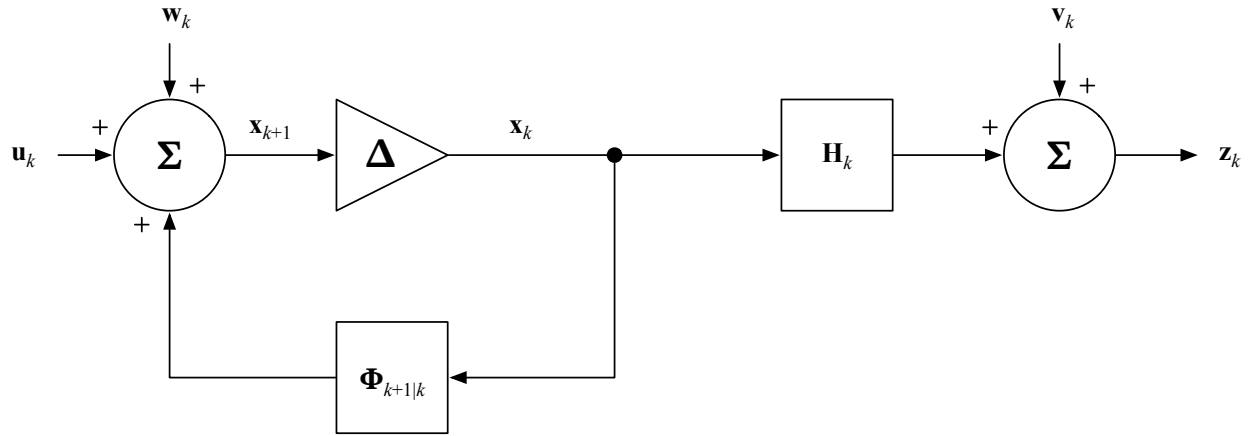 w_k
v_k
+
+
+
x_{k+1}
x_k
+
u_k
Σ
Δ
H_k
Σ
z_k
+
Φ_{k+1|k}